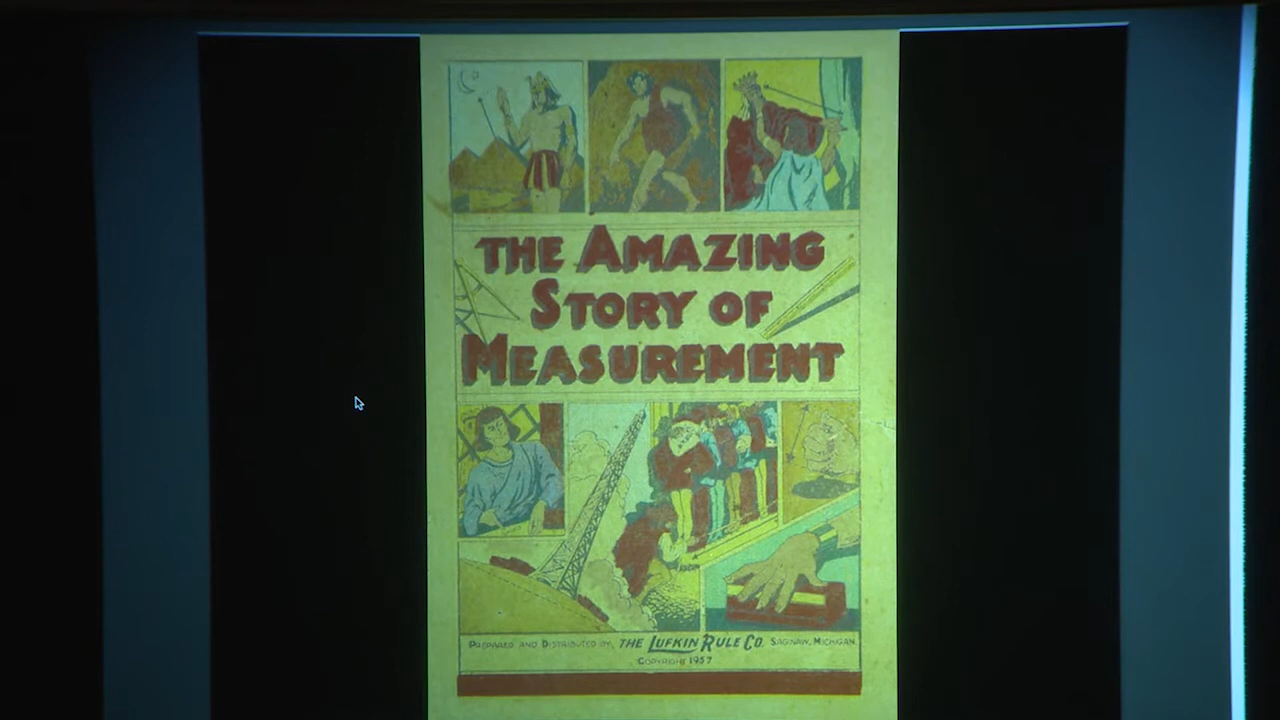 THE AMAZING
STORY OF
MEASUREMENT
PREPARED AND DISTRIBUTED BY THE LUFKIN RULE CO. SAGINAW, MICHIGAN
COPYRIGHT 1957